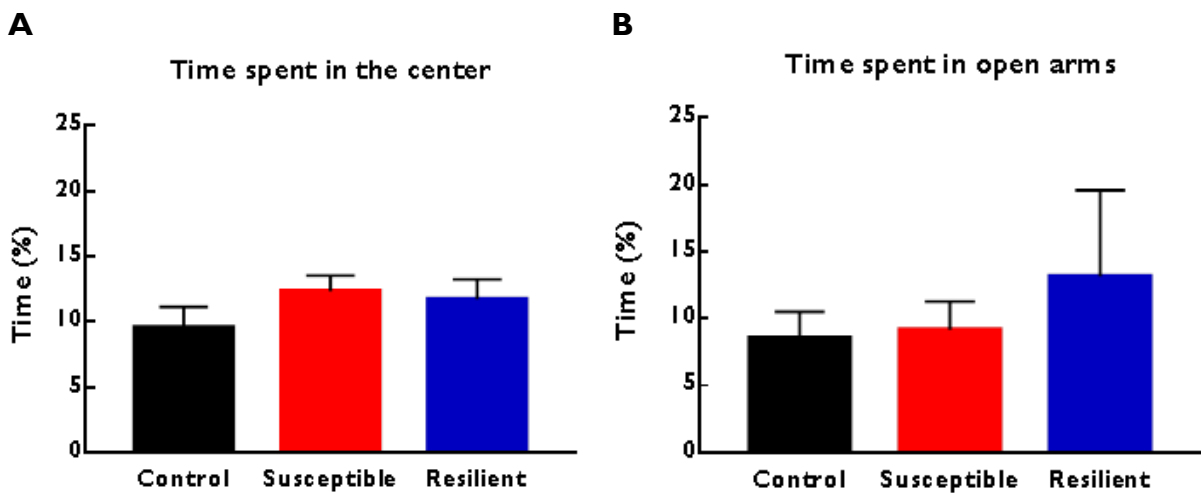 A
Time spent in the center
Time (%)
25
20
15
10
5
0
Control Susceptible Resilient
B
Time spent in open arms
Time (%)
25
20
15
10
5
0
Control Susceptible Resilient